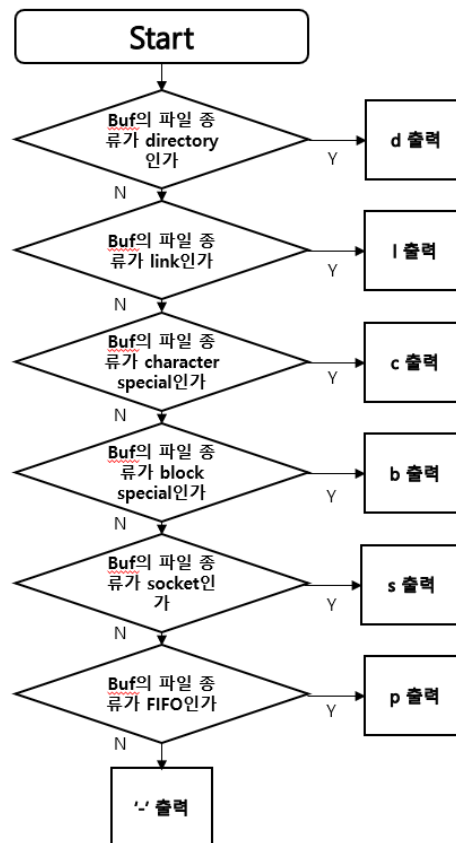 Start
Buf의 파일 종
류가 directory
인가
Y
d 출력
N
Buf의 파일 종
류가 link인가
Y
l 출력
N
Buf의 파일 종
류가 character
special인가
Y
c 출력
N
Buf의 파일 종
류가 block
special인가
Y
b 출력
N
Buf의 파일 종
류가 socket인
가
Y
s 출력
N
Buf의 파일 종
류가 FIFO인가
Y
p 출력
N
‘-’ 출력